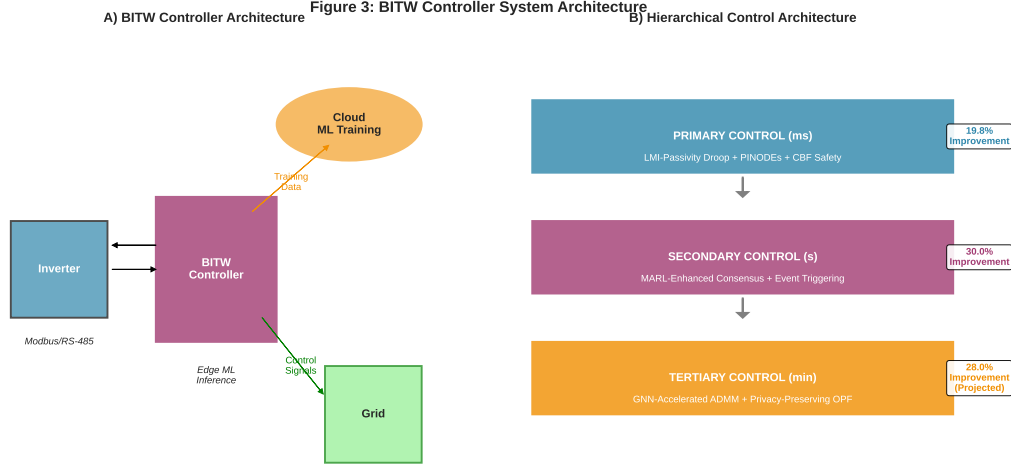 Figure 3: BITW Controller System Architecture
A) BITW Controller Architecture
Cloud
ML Training
Training
Data
BITW
Controller
Inverter
Modbus/RS-485
Edge ML
Inference
Control
Signals
Grid
B) Hierarchical Control Architecture
PRIMARY CONTROL (ms)
LMI-Passivity Droop + PINODEs + CBF Safety
19.8%
Improvement
SECONDARY CONTROL (s)
MARL-Enhanced Consensus + Event Triggering
30.0%
Improvement
TERTIARY CONTROL (min)
GNN-Accelerated ADMM + Privacy-Preserving OPF
28.0%
Improvement
(Projected)